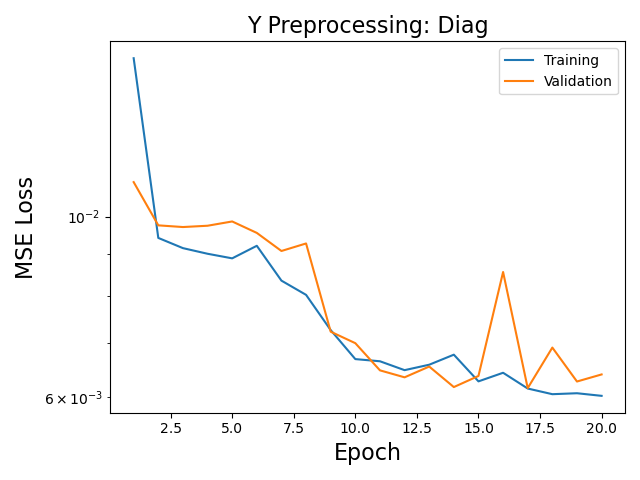 Y Preprocessing: Diag
Training
Validation
MSE Loss
10⁻²
6 × 10⁻³
2.5 5.0 7.5 10.0 12.5 15.0 17.5 20.0
Epoch